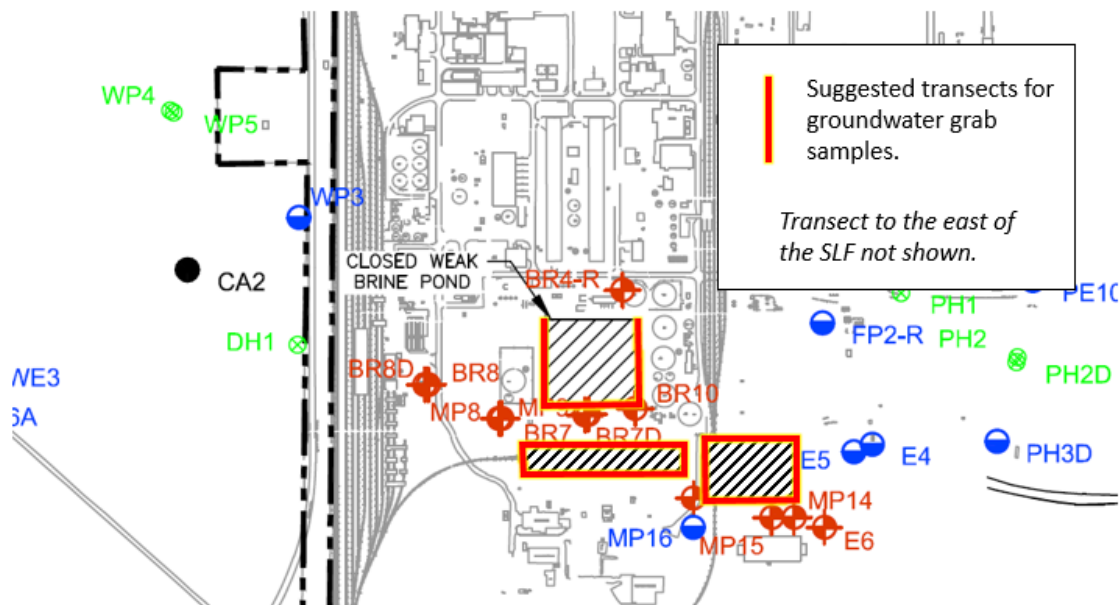 WP4
WP5
WP3
CA2
DH1
WE3
6A
CLOSED WEAK
BRINE POND
BR4-R
BR8D
BR8
MP8
BR10
BR7
BR7D
Suggested transects for
groundwater grab
samples.
Transect to the east of
the SLF not shown.
PE10
PH1
PH2
FP2-R
PH2D
E5
E4
PH3D
MP14
MP16
MP15
E6